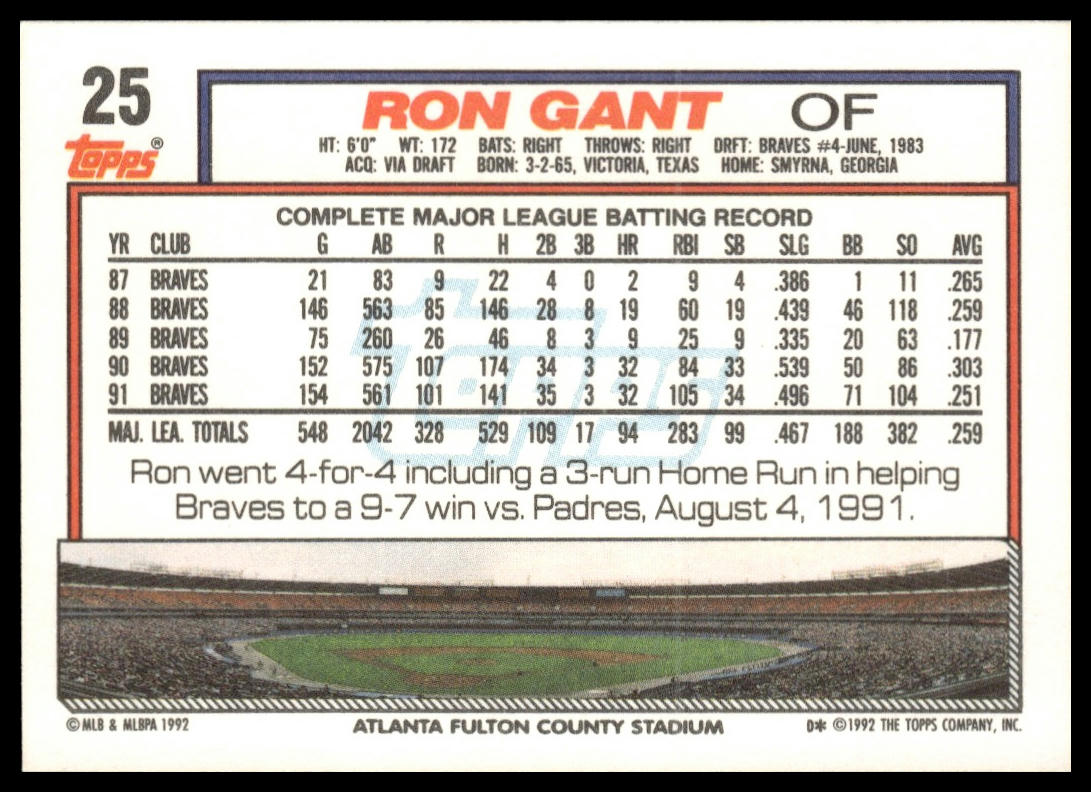 25
RON GANT OF
topps®
HT: 6'0" WT: 172 BATS: RIGHT THROWS: RIGHT DRFT: BRAVES #4-JUNE, 1983
ACQ: VIA DRAFT BORN: 3-2-65, VICTORIA, TEXAS HOME: SMYRNA, GEORGIA
COMPLETE MAJOR LEAGUE BATTING RECORD
YR CLUB G AB R H 2B 3B HR RBI SB SLG BB SO AVG
87 BRAVES 21 83 9 22 4 0 2 9 4 .386 1 11 .265
88 BRAVES 146 563 85 146 28 8 19 60 19 .439 46 118 .259
89 BRAVES 75 260 26 46 8 3 9 25 9 .335 20 63 .177
90 BRAVES 152 575 107 174 34 3 32 84 33 .539 50 86 .303
91 BRAVES 154 561 101 141 35 3 32 105 34 .496 71 104 .251
MAJ. LEA. TOTALS 548 2042 328 529 109 17 94 283 99 .467 188 382 .259
topps
Ron went 4-for-4 including a 3-run Home Run in helping
Braves to a 9-7 win vs. Padres, August 4, 1991.
© MLB & MLBPA 1992 ATLANTA FULTON COUNTY STADIUM D* © 1992 THE TOPPS COMPANY, INC.